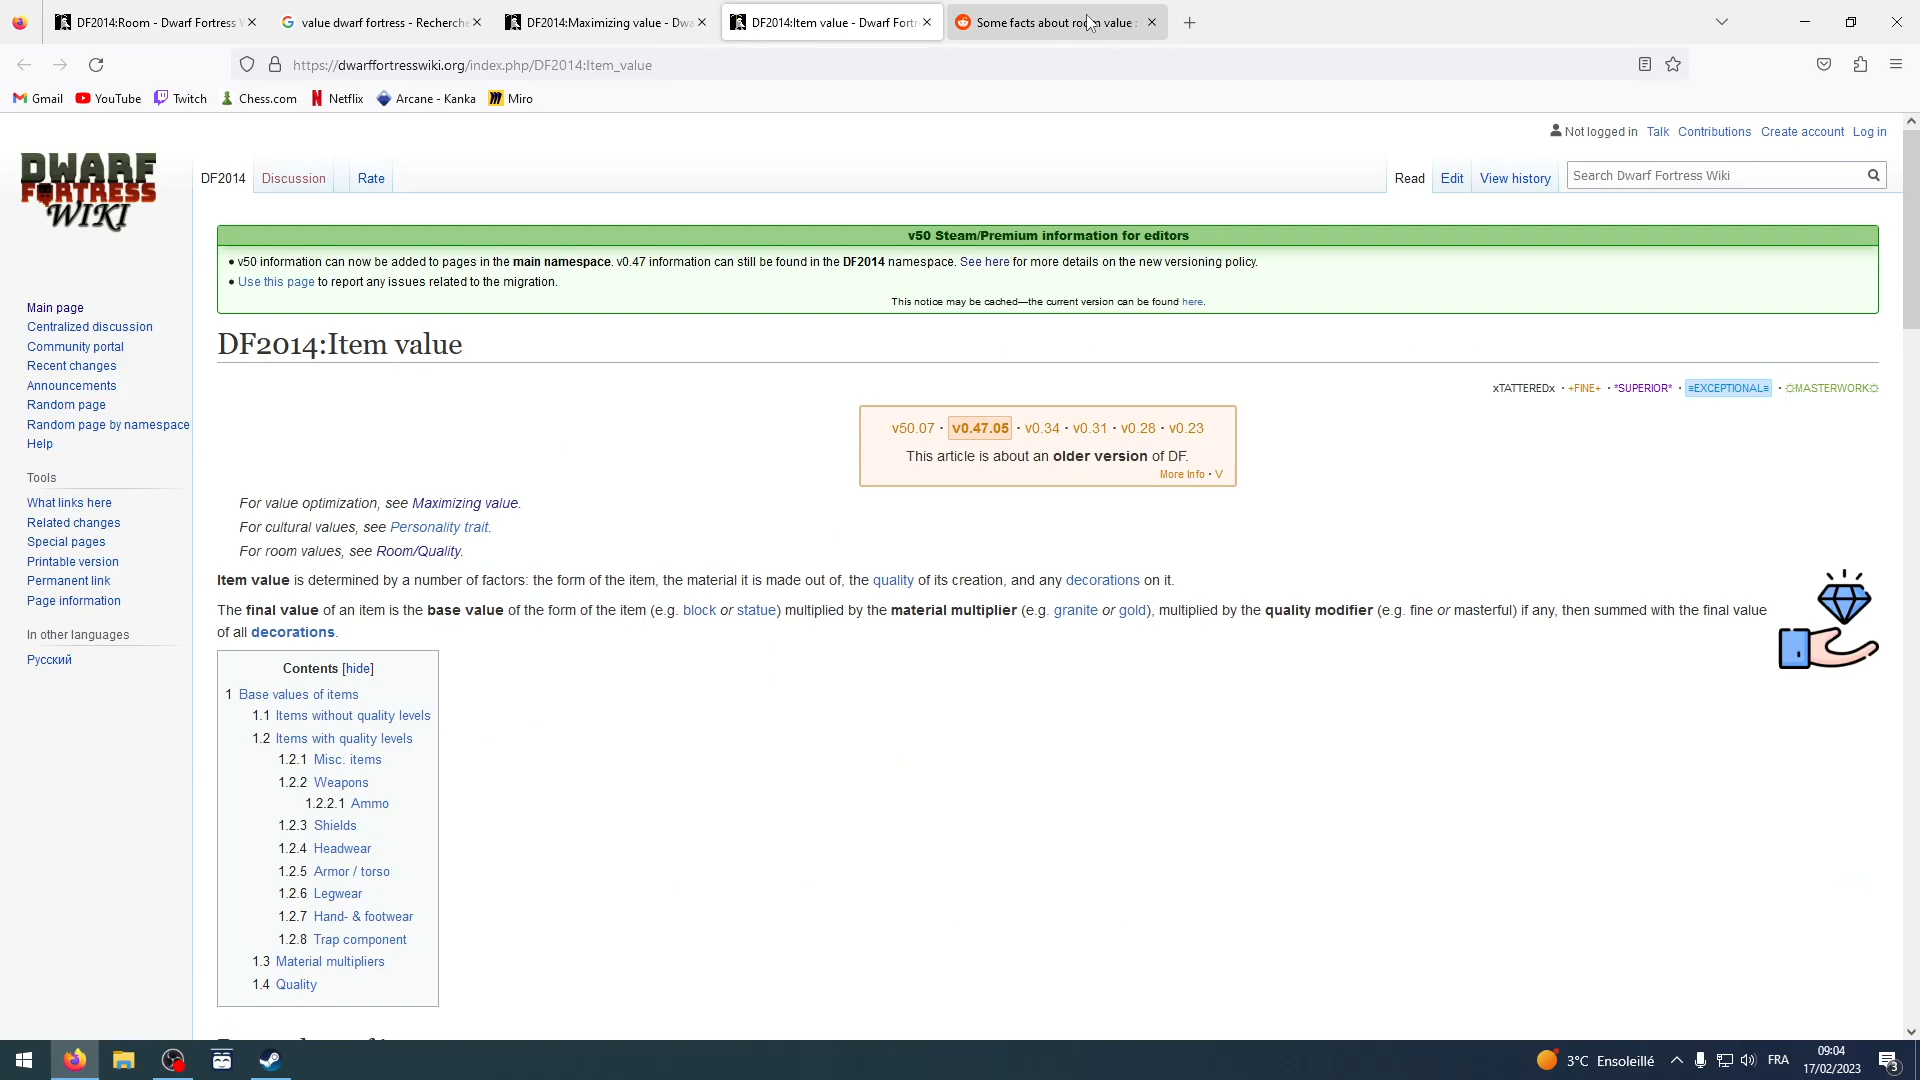 DF2014:Room - Dwarf Fortress W
value dwarf fortress - Recherche
DF2014:Maximizing value - Dwa
DF2014:Item value - Dwarf Fortr
Some facts about room value :
https://dwarffortresswiki.org/index.php/DF2014:Item_value
Gmail YouTube Twitch Chess.com Netflix Arcane - Kanka Miro
Not logged in Talk Contributions Create account Log in
DWARF
FORTRESS
WIKI
DF2014 Discussion Rate Read Edit View history Search Dwarf Fortress Wiki
v50 Steam/Premium information for editors
• v50 information can now be added to pages in the main namespace. v0.47 information can still be found in the DF2014 namespace. See here for more details on the new versioning policy.
• Use this page to report any issues related to the migration.
This notice may be cached—the current version can be found here.
Main page
Centralized discussion
Community portal
Recent changes
Announcements
Random page
Random page by namespace
Help
Tools
What links here
Related changes
Special pages
Printable version
Permanent link
Page information
In other languages
Русский
DF2014:Item value
xTATTEREDx · +FINE+ · *SUPERIOR* · ≡EXCEPTIONAL≡ · ☼MASTERWORK☼
v50.07 · v0.47.05 · v0.34 · v0.31 · v0.28 · v0.23
This article is about an older version of DF.
More Info · V
For value optimization, see Maximizing value.
For cultural values, see Personality trait.
For room values, see Room/Quality.
Item value is determined by a number of factors: the form of the item, the material it is made out of, the quality of its creation, and any decorations on it.
The final value of an item is the base value of the form of the item (e.g. block or statue) multiplied by the material multiplier (e.g. granite or gold), multiplied by the quality modifier (e.g. fine or masterful) if any, then summed with the final value
of all decorations.
Contents [hide]
1 Base values of items
1.1 Items without quality levels
1.2 Items with quality levels
1.2.1 Misc. items
1.2.2 Weapons
1.2.2.1 Ammo
1.2.3 Shields
1.2.4 Headwear
1.2.5 Armor / torso
1.2.6 Legwear
1.2.7 Hand- & footwear
1.2.8 Trap component
1.3 Material multipliers
1.4 Quality
3°C Ensoleillé FRA 09:04
17/02/2023
3